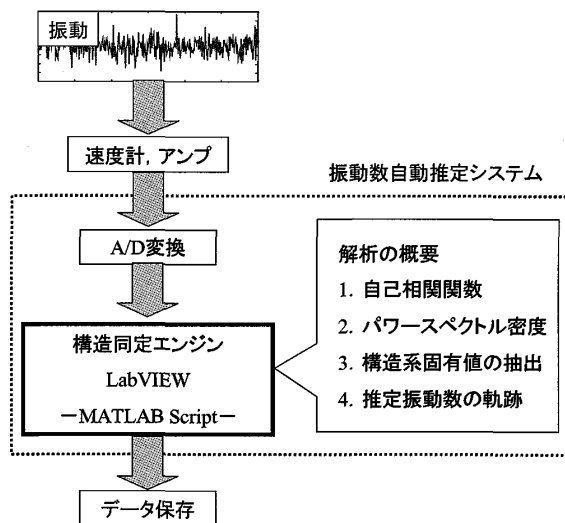 振動
速度計，アンプ
振動数自動推定システム
A/D変換
構造同定エンジン
LabVIEW
－MATLAB Script－
解析の概要
1. 自己相関関数
2. パワースペクトル密度
3. 構造系固有値の抽出
4. 推定振動数の軌跡
データ保存